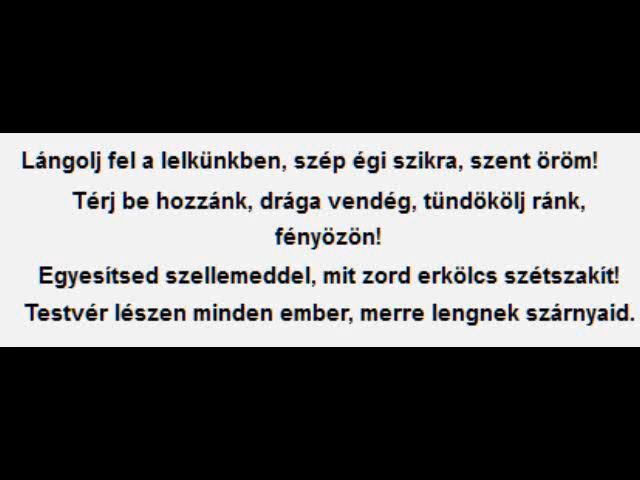 Lángolj fel a lelkünkben, szép égi szikra, szent öröm!
Térj be hozzánk, drága vendég, tündökölj ránk,
fényözön!
Egyesítsed szellemeddel, mit zord erkölcs szétszakít!
Testvér lészen minden ember, merre lengnek szárnyaid.